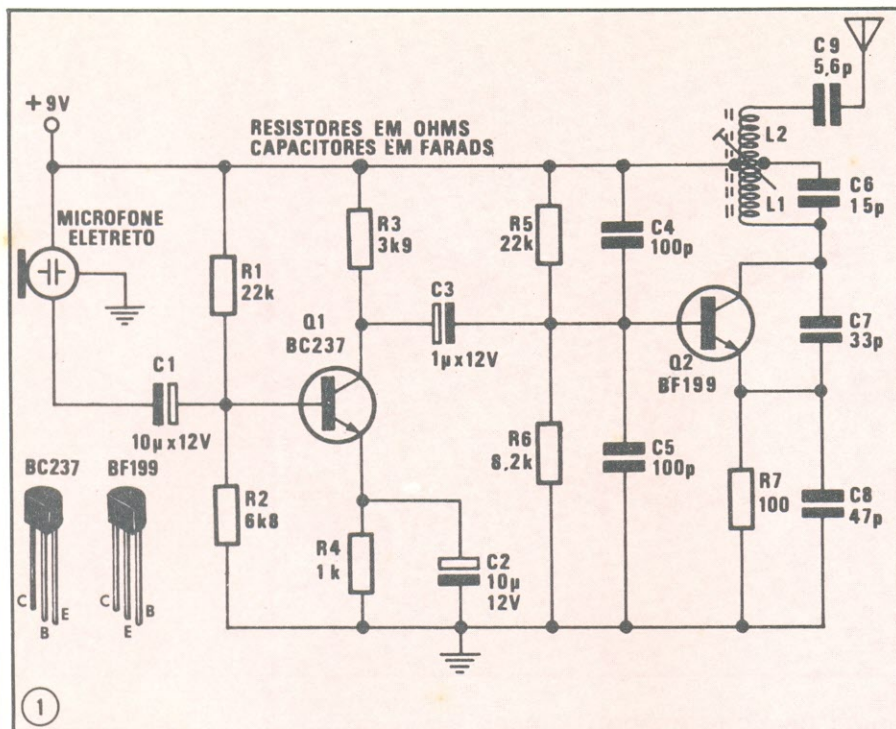 C9
5,6p
+9V
RESISTORES EM OHMS
CAPACITORES EM FARADS
L2
L1
C6
15p
MICROFONE
ELETRETO
R1
22k
R3
3k9
R5
22k
C4
100p
C1
10µx12V
Q1
BC237
C3
1µx12V
Q2
BF199
C7
33p
BC237
BF199
R2
6k8
R4
1k
C2
10µ
12V
R6
8,2k
C5
100p
R7
100
C8
47p
C
B
E
C
E
B
1